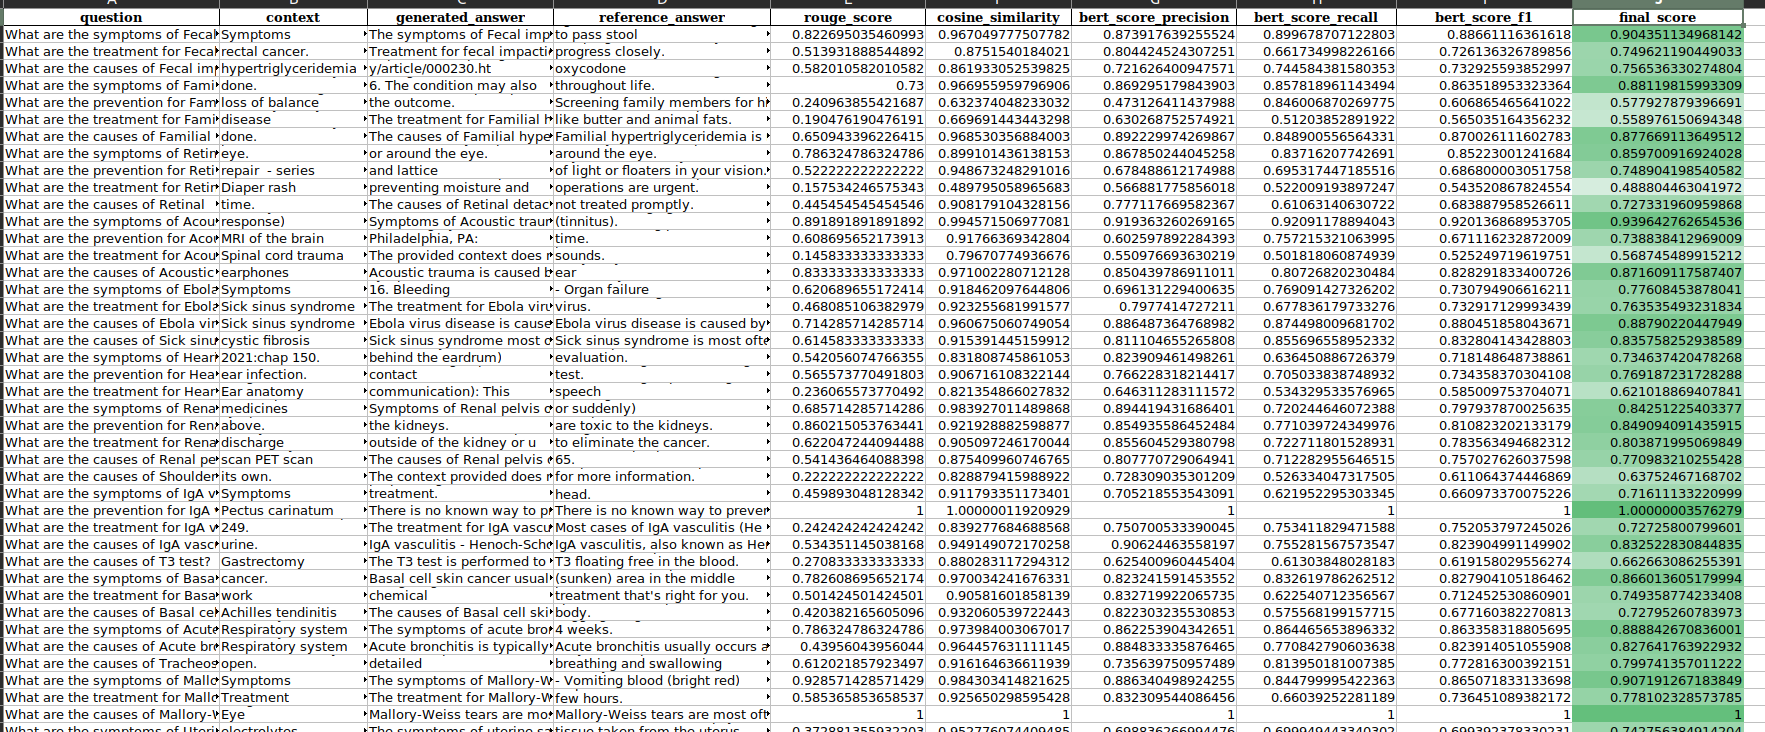 question context generated_answer reference_answer rouge_score cosine_similarity bert_score_precision bert_score_recall bert_score_f1 final_score
What are the symptoms of Fecal Symptoms The symptoms of Fecal imp to pass stool 0.822695035460993 0.967049777507782 0.873917639255524 0.899678707122803 0.88661116361618 0.904351134968142
What are the treatment for Fe rectal cancer. Treatment for fecal impacti progress closely. 0.513931888544892 0.8751540184021 0.804424524307251 0.661734998226166 0.726136326789856 0.749621190449033
What are the causes of Fecal im hypertriglyceridemia y/article/000230.ht oxycodone 0.582010582010582 0.861933052539825 0.721626400947571 0.744584381580353 0.732925593852997 0.756536330274804
What are the symptoms of Fami done. 6. The condition may also throughout life. 0.73 0.966955959796906 0.869295179843903 0.857818961143494 0.863518953323364 0.88119815993309
What are the prevention for Fam loss of balance the outcome. Screening family members for hi 0.240963855421687 0.632374048233032 0.473126411437988 0.846006870269775 0.606865465641022 0.577927879396691
What are the treatment for Fami disease The treatment for Familial h like butter and animal fats. 0.190476190476191 0.669691443443298 0.630268752574921 0.51203852891922 0.565035164356232 0.558976150694348
What are the causes of Familial done. The causes of Familial hype Familial hypertriglyceridemia is 0.650943396226415 0.968530356884003 0.892229974269867 0.848900556564331 0.870026111602783 0.877669113649512
What are the symptoms of Retin eye. or around the eye. around the eye. 0.786324786324786 0.899101436138153 0.867850244045258 0.83716207742691 0.85223001241684 0.859700916924028
What are the prevention for Reti repair - series and lattice of light or floaters in your vision. 0.522222222222222 0.948673248291016 0.678488612174988 0.695317447185516 0.686800003051758 0.748904198540582
What are the treatment for Retir Diaper rash preventing moisture and operations are urgent. 0.157534246575343 0.489795058965683 0.566881775856018 0.522009193897247 0.543520867824554 0.488804463041972
What are the causes of Retinal time. The causes of Retinal detac not treated promptly. 0.445454545454546 0.908179104328156 0.777117669582367 0.61063140630722 0.683887958526611 0.727331960959868
What are the symptoms of Acou response) Symptoms of Acoustic traur (tinnitus). 0.891891891891892 0.994571506977081 0.919363260269165 0.92091178894043 0.920136868953705 0.939642762654536
What are the prevention for Acou MRI of the brain Philadelphia, PA: time. 0.608695652173913 0.91766369342804 0.602597892284393 0.757215321063995 0.671116232872009 0.738838412969009
What are the treatment for Acou Spinal cord trauma The provided context does r sounds. 0.145833333333333 0.79670774936676 0.550976693630219 0.501818060874939 0.525249719619751 0.568745489915212
What are the causes of Acoustic earphones Acoustic trauma is caused b ear 0.833333333333333 0.971002280712128 0.850439786911011 0.80726820230484 0.828291833400726 0.871609117587407
What are the symptoms of Ebola Symptoms 16. Bleeding - Organ failure 0.620689655172414 0.918462097644806 0.696131229400635 0.769091427326202 0.730794906616211 0.77608453878041
What are the treatment for Ebola Sick sinus syndrome The treatment for Ebola viru virus. 0.468085106382979 0.923255681991577 0.7977414727211 0.677836179733276 0.732917129993439 0.763535493231834
What are the causes of Ebola vir Sick sinus syndrome Ebola virus disease is cause Ebola virus disease is caused by 0.714285714285714 0.960675060749054 0.886487364768982 0.874498009681702 0.880451858043671 0.88790220447949
What are the causes of Sick sinu cystic fibrosis Sick sinus syndrome most c Sick sinus syndrome is most ofte 0.614583333333333 0.915391445159912 0.811104655265808 0.855696558952332 0.832804143428803 0.835758252938589
What are the symptoms of Hear 2021:chap 150. behind the eardrum) evaluation. 0.542056074766355 0.831808745861053 0.823909461498261 0.636450886726379 0.718148648738861 0.734637420478268
What are the prevention for Hea ear infection. contact test. 0.565573770491803 0.906716108322144 0.766228318214417 0.705033838748932 0.734358370304108 0.769187231728288
What are the treatment for Hear Ear anatomy communication): This speech 0.236065573770492 0.821354866027832 0.646311283111572 0.534329533576965 0.585009753704071 0.621018869407841
What are the symptoms of Rena medicines Symptoms of Renal pelvis c or suddenly) 0.685714285714286 0.983927011489868 0.894419431686401 0.720244646072388 0.797937870025635 0.84251225403377
What are the prevention for Ren above. the kidneys. are toxic to the kidneys. 0.860215053763441 0.921928882598877 0.854935586452484 0.771039724349976 0.810823202133179 0.849094091435915
What are the treatment for Rena discharge outside of the kidney or u to eliminate the cancer. 0.622047244094488 0.905097246170044 0.855604529380798 0.722711801528931 0.783563494682312 0.803871995069849
What are the causes of Renal pe scan PET scan The causes of Renal pelvis 65. 0.541436464088398 0.875409960746765 0.807770729064941 0.712282955646515 0.757027626037598 0.770983210255428
What are the causes of Shoulder its own. The context provided does r for more information. 0.222222222222222 0.828879415988922 0.728309035301209 0.526334047317505 0.611064374446869 0.63752467168702
What are the symptoms of IgA v Symptoms treatment. head. 0.459893048128342 0.911793351173401 0.705218553543091 0.621952295303345 0.660973370075226 0.71611133220999
What are the prevention for IgA Pectus carinatum There is no known way to p There is no known way to prever 1 1.00000011920929 1 1 1 1.00000003576279
What are the treatment for IgA v 249. The treatment for IgA vascu Most cases of IgA vasculitis (He 0.242424242424242 0.839277684688568 0.750700533390045 0.753411829471588 0.752053797245026 0.72725800799601
What are the causes of IgA vasc urine. IgA vasculitis - Henoch-Scho IgA vasculitis, also known as He 0.534351145038168 0.949149072170258 0.90624463558197 0.755281567573547 0.823904991149902 0.832522830844835
What are the causes of T3 test? Gastrectomy The T3 test is performed to T3 floating free in the blood. 0.270833333333333 0.880283117294312 0.625400960445404 0.61303848028183 0.619158029556274 0.662663086255391
What are the symptoms of Basa cancer. Basal cell skin cancer usual (sunken) area in the middle 0.782608695652174 0.970034241676331 0.823241591453552 0.832619786262512 0.827904105186462 0.866013605179994
What are the treatment for Basa work chemical treatment that's right for you. 0.501424501424501 0.90581601858139 0.832719922065735 0.622540712356567 0.712452530860901 0.749358774233408
What are the causes of Basal ce Achilles tendinitis The causes of Basal cell ski body. 0.420382165605096 0.932060539722443 0.822303235530853 0.575568199157715 0.677160382270813 0.72795260783973
What are the symptoms of Acute Respiratory system The symptoms of acute bro 4 weeks. 0.786324786324786 0.973984003067017 0.862253904342651 0.864465653896332 0.863358318805695 0.888842670836001
What are the causes of Acute br Respiratory system Acute bronchitis is typically Acute bronchitis usually occurs a 0.43956043956044 0.964457631111145 0.884833335876465 0.770842790603638 0.823914051055908 0.827641763922932
What are the causes of Tracheos open. detailed breathing and swallowing 0.612021857923497 0.916164636611939 0.735639750957489 0.813950181007385 0.772816300392151 0.799741357011222
What are the symptoms of Mallo Symptoms The symptoms of Mallory-W - Vomiting blood (bright red) 0.928571428571429 0.984303414821625 0.886340498924255 0.844799995422363 0.865071833133698 0.907191267183849
What are the treatment for Mallo Treatment The treatment for Mallory-W few hours. 0.585365853658537 0.925650298595428 0.832309544086456 0.66039252281189 0.736451089382172 0.778102328573785
What are the causes of Mallory-W Eye Mallory-Weiss tears are mos Mallory-Weiss tears are most oft 1 1 1 1 1 1
What are the symptoms of Uteri electrolytes The symptoms of uterine sa tissue taken from the uterus 0.372881355932203 0.952776074409485 0.698836266994476 0.699949443340302 0.699392378330231 0.742756384914204